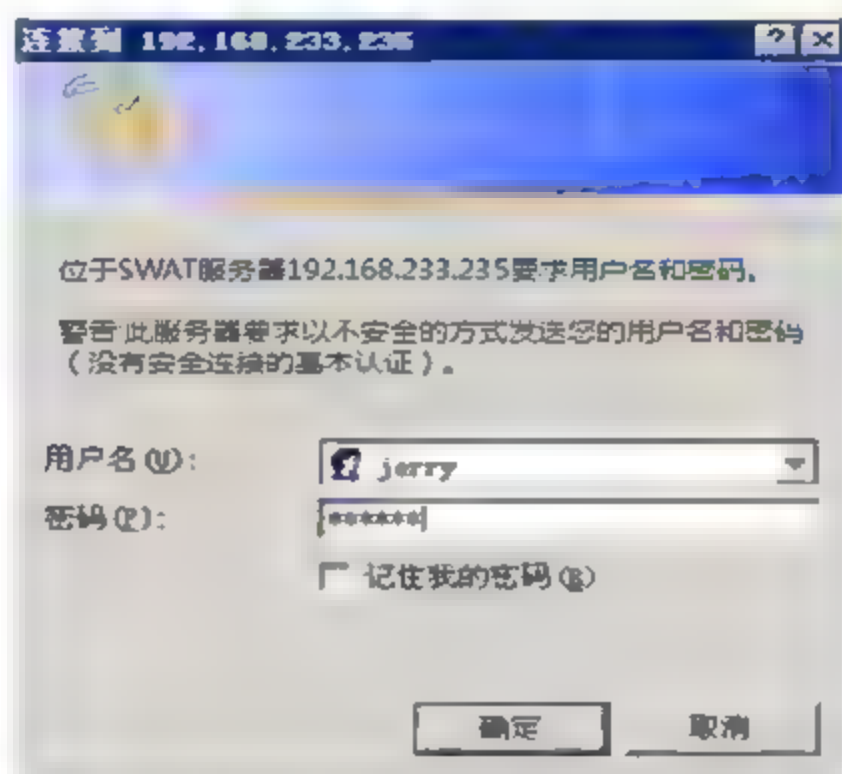 连接到 192.168.233.235
位于SWAT服务器192.168.233.235要求用户名和密码。
警告:此服务器要求以不安全的方式发送您的用户名和密码
（没有安全连接的基本认证）。
用户名(U):
jerry
密码(P):
******
记住我的密码(R)
确定 取消